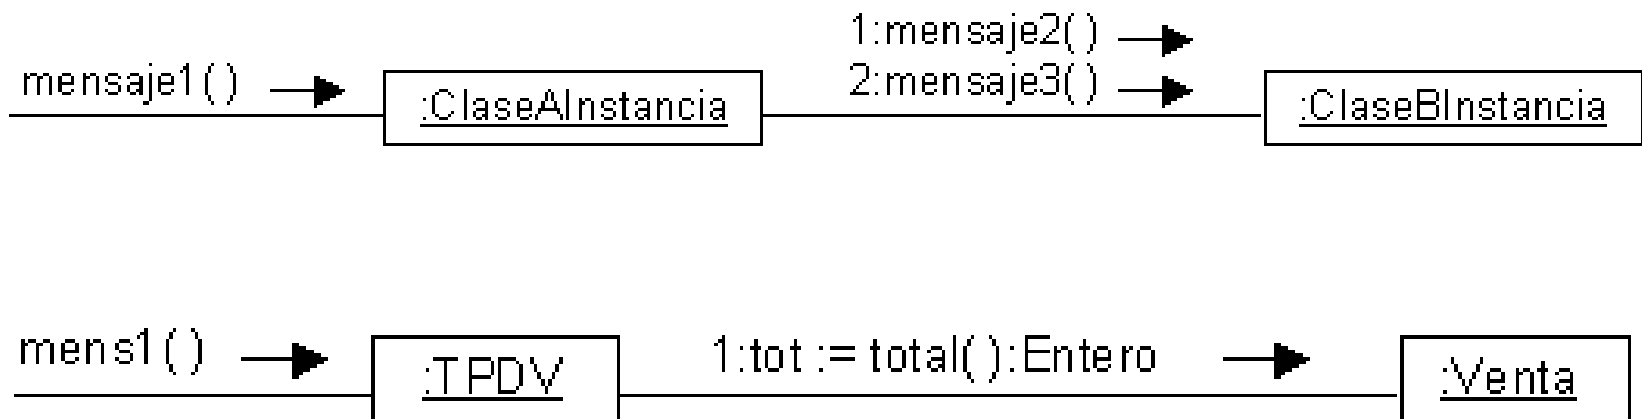 1:mensaje2()
mensaje1()
2:mensaje3()
:ClaseAInstancia
:ClaseBInstancia
mens1()
1:tot := total():Entero
:TPDV
:Venta